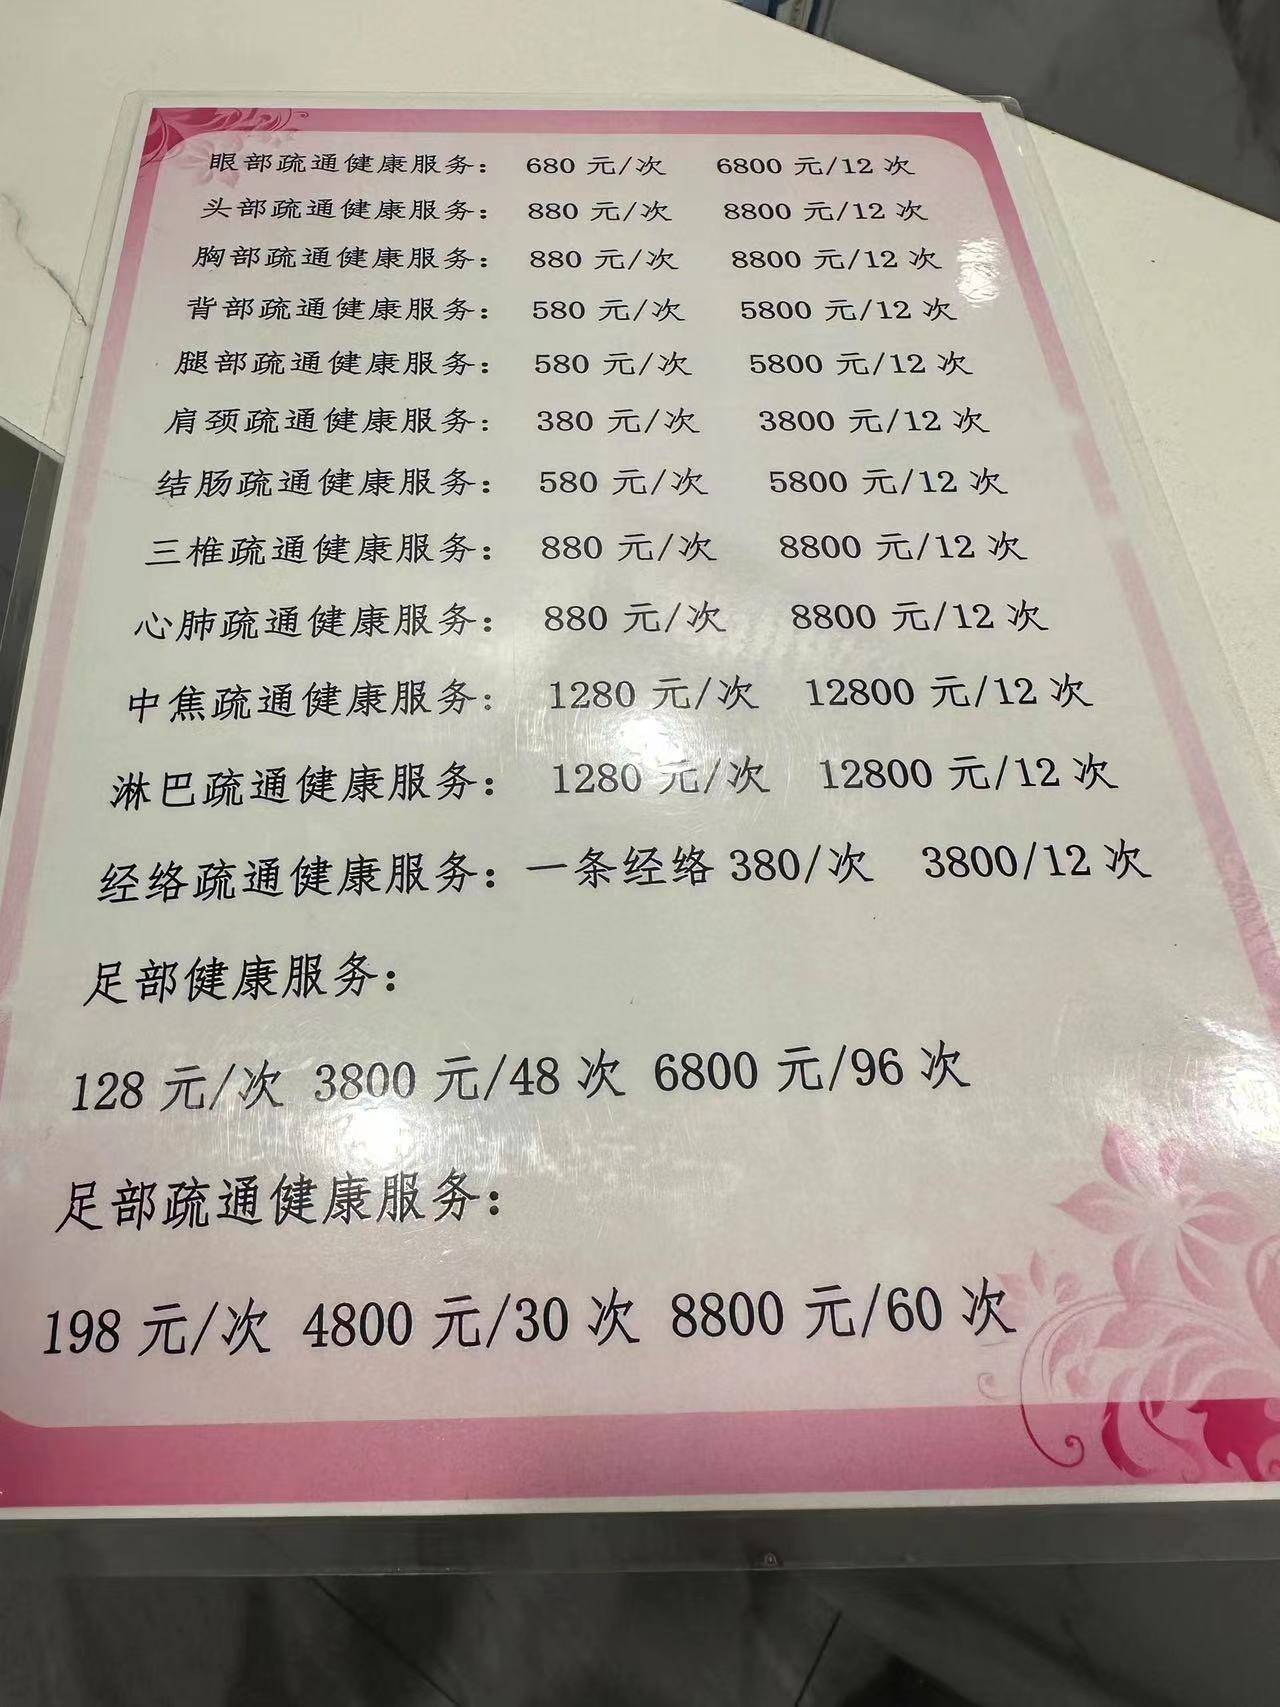 眼部疏通健康服务： 680 元/次 6800 元/12 次
头部疏通健康服务： 880 元/次 8800 元/12 次
胸部疏通健康服务： 880 元/次 8800 元/12 次
背部疏通健康服务： 580 元/次 5800 元/12 次
腿部疏通健康服务： 580 元/次 5800 元/12 次
肩颈疏通健康服务： 380 元/次 3800 元/12 次
结肠疏通健康服务： 580 元/次 5800 元/12 次
三椎疏通健康服务： 880 元/次 8800 元/12 次
心肺疏通健康服务： 880 元/次 8800 元/12 次
中焦疏通健康服务： 1280 元/次 12800 元/12 次
淋巴疏通健康服务： 1280 元/次 12800 元/12 次
经络疏通健康服务：一条经络 380/次 3800/12 次
足部健康服务：
128 元/次 3800 元/48 次 6800 元/96 次
足部疏通健康服务：
198 元/次 4800 元/30 次 8800 元/60 次